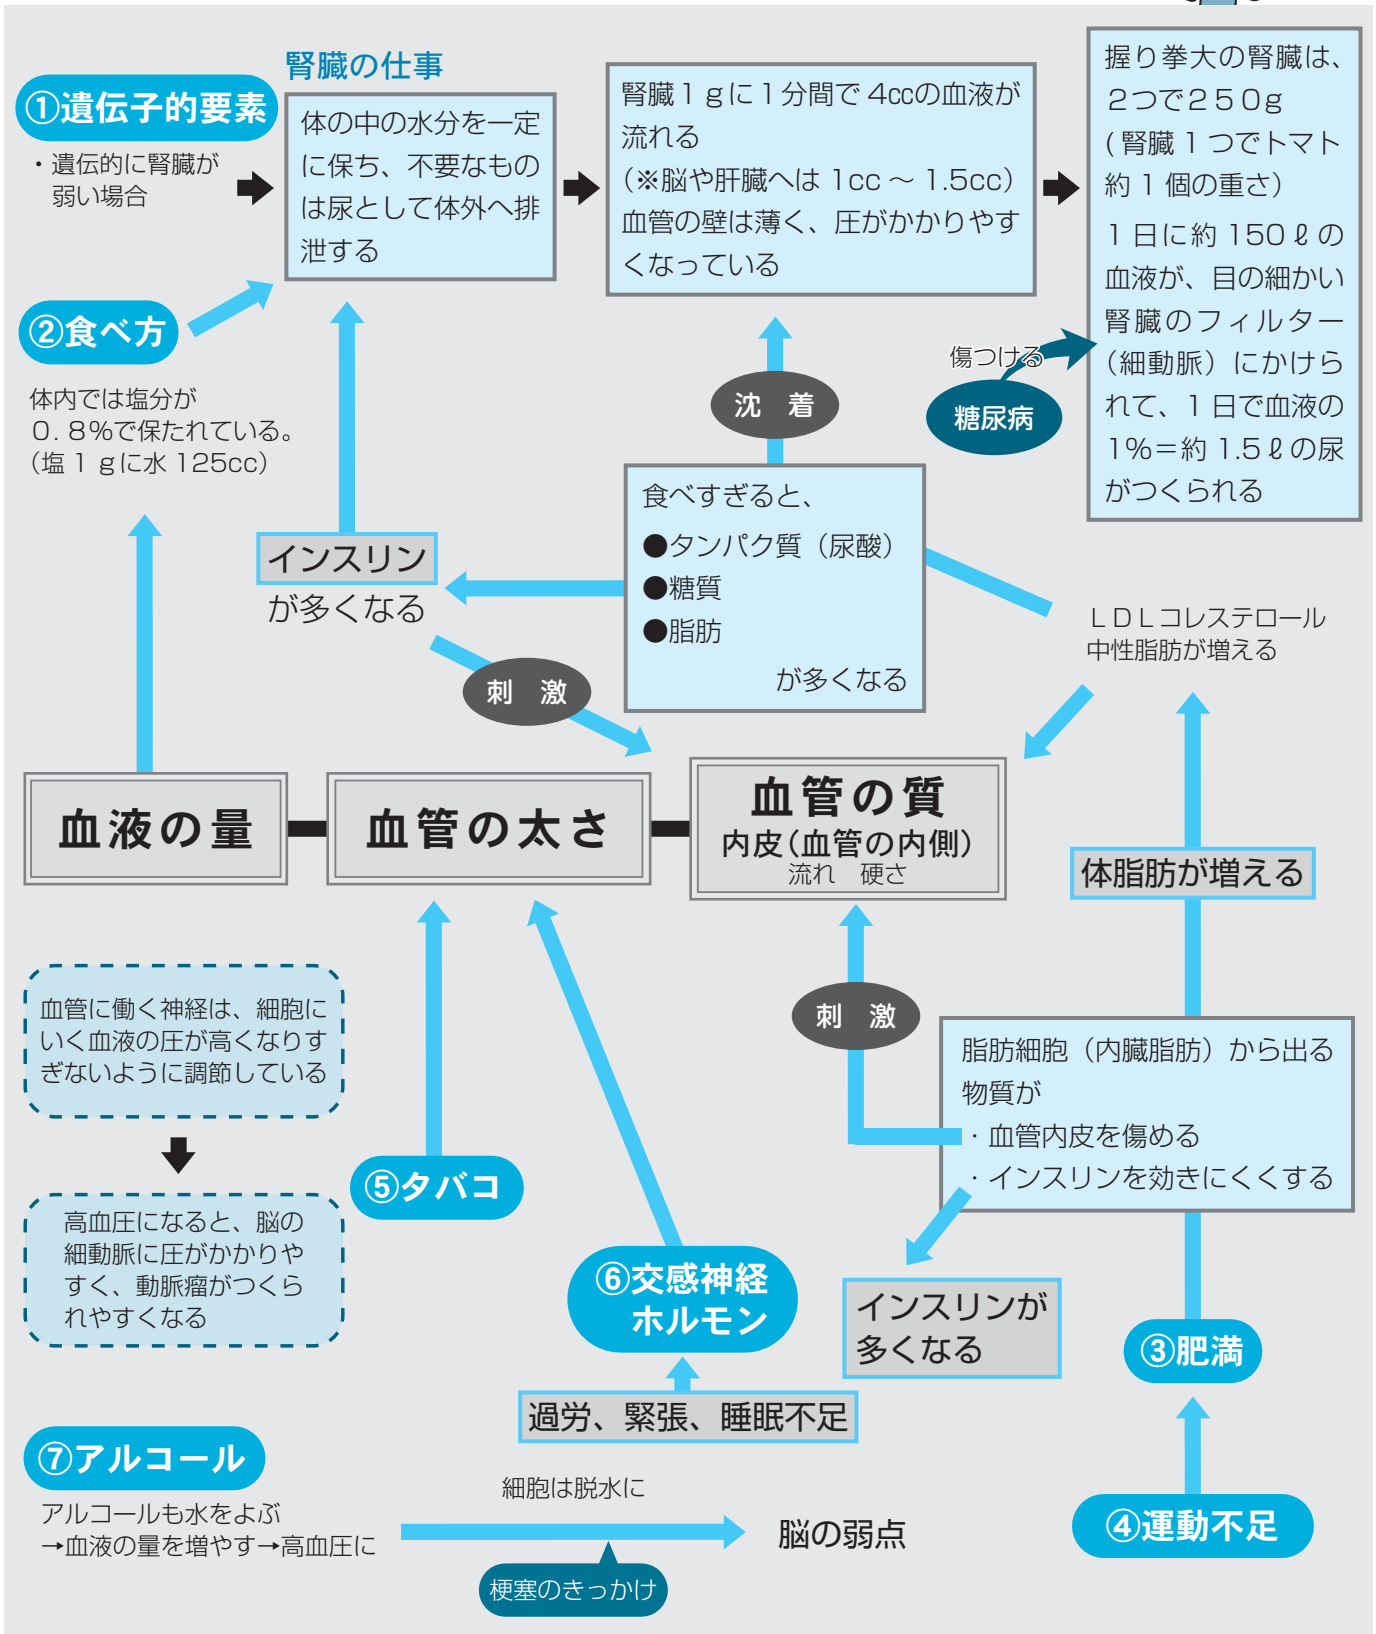 ①遺伝子的要素
・遺伝的に腎臓が
弱い場合
腎臓の仕事
体の中の水分を一定
に保ち、不要なもの
は尿として体外へ排
泄する
腎臓1gに1分間で4ccの血液が
流れる
(※脳や肝臓へは1cc～1.5cc)
血管の壁は薄く、圧がかかりやす
くなっている
握り拳大の腎臓は、
2つで250g
(腎臓1つでトマト
約1個の重さ)
1日に約150ℓの
血液が、目の細かい
腎臓のフィルター
(細動脈)にかけら
れて、1日で血液の
1%=約1.5ℓの尿
がつくられる
②食べ方
体内では塩分が
0.8%で保たれている。
(塩1gに水125cc)
傷つける
糖尿病
沈着
食べすぎると、
●タンパク質(尿酸)
●糖質
●脂肪
が多くなる
インスリン
が多くなる
刺激
LDLコレステロール
中性脂肪が増える
血液の量
血管の太さ
血管の質
内皮(血管の内側)
流れ 硬さ
体脂肪が増える
血管に働く神経は、細胞に
いく血液の圧が高くなりす
ぎないように調節している
高血圧になると、脳の
細動脈に圧がかかりや
すく、動脈瘤がつくら
れやすくなる
刺激
脂肪細胞(内臓脂肪)から出る
物質が
・血管内皮を傷める
・インスリンを効きにくくする
インスリンが
多くなる
③肥満
④運動不足
⑤タバコ
⑥交感神経
ホルモン
過労、緊張、睡眠不足
⑦アルコール
アルコールも水をよぶ
→血液の量を増やす→高血圧に
細胞は脱水に
脳の弱点
梗塞のきっかけ